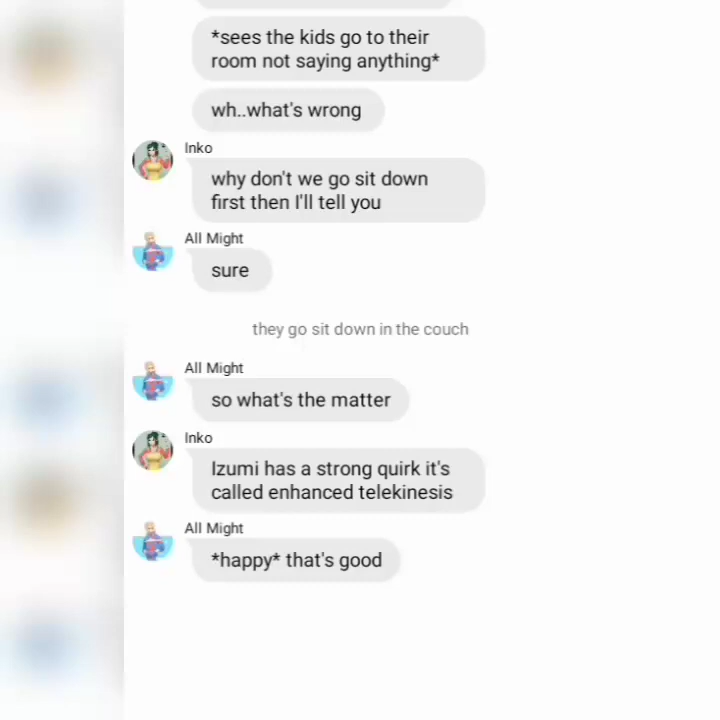 *sees the kids go to their
room not saying anything*
wh..what's wrong
Inko
why don't we go sit down
first then I'll tell you
All Might
sure
they go sit down in the couch
All Might
so what's the matter
Inko
Izumi has a strong quirk it's
called enhanced telekinesis
All Might
*happy* that's good